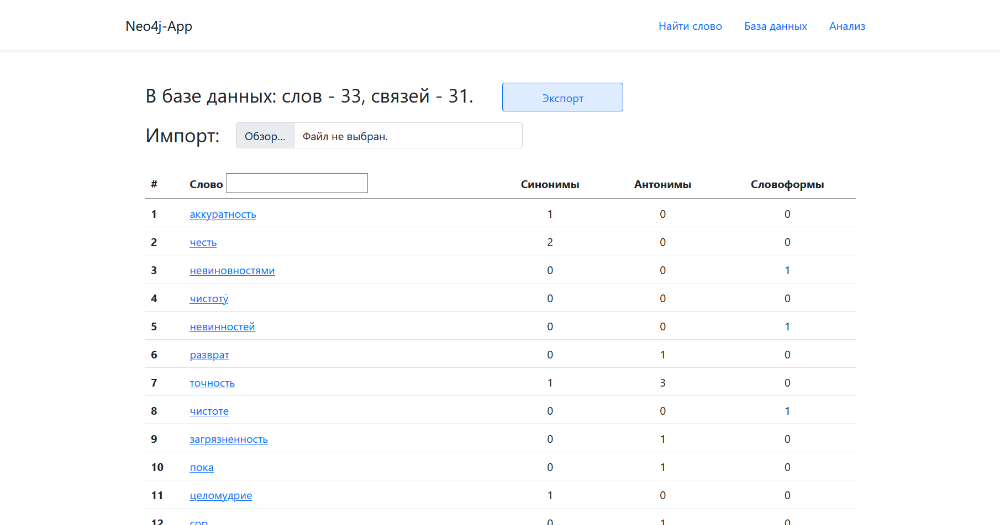 Neo4j-App Найти слово База данных Анализ
В базе данных: слов - 33, связей - 31. Экспорт
Импорт: Обзор... Файл не выбран.
# Слово Синонимы Антонимы Словоформы
1 аккуратность 1 0 0
2 честь 2 0 0
3 невиновностями 0 0 1
4 чистоту́ 0 0 0
5 невинностей 0 0 1
6 разврат 0 1 0
7 точность 1 3 0
8 чистоте 0 0 1
9 загрязненность 0 1 0
10 пока 0 1 0
11 целомудрие 1 0 0
12 сор 0 1 0